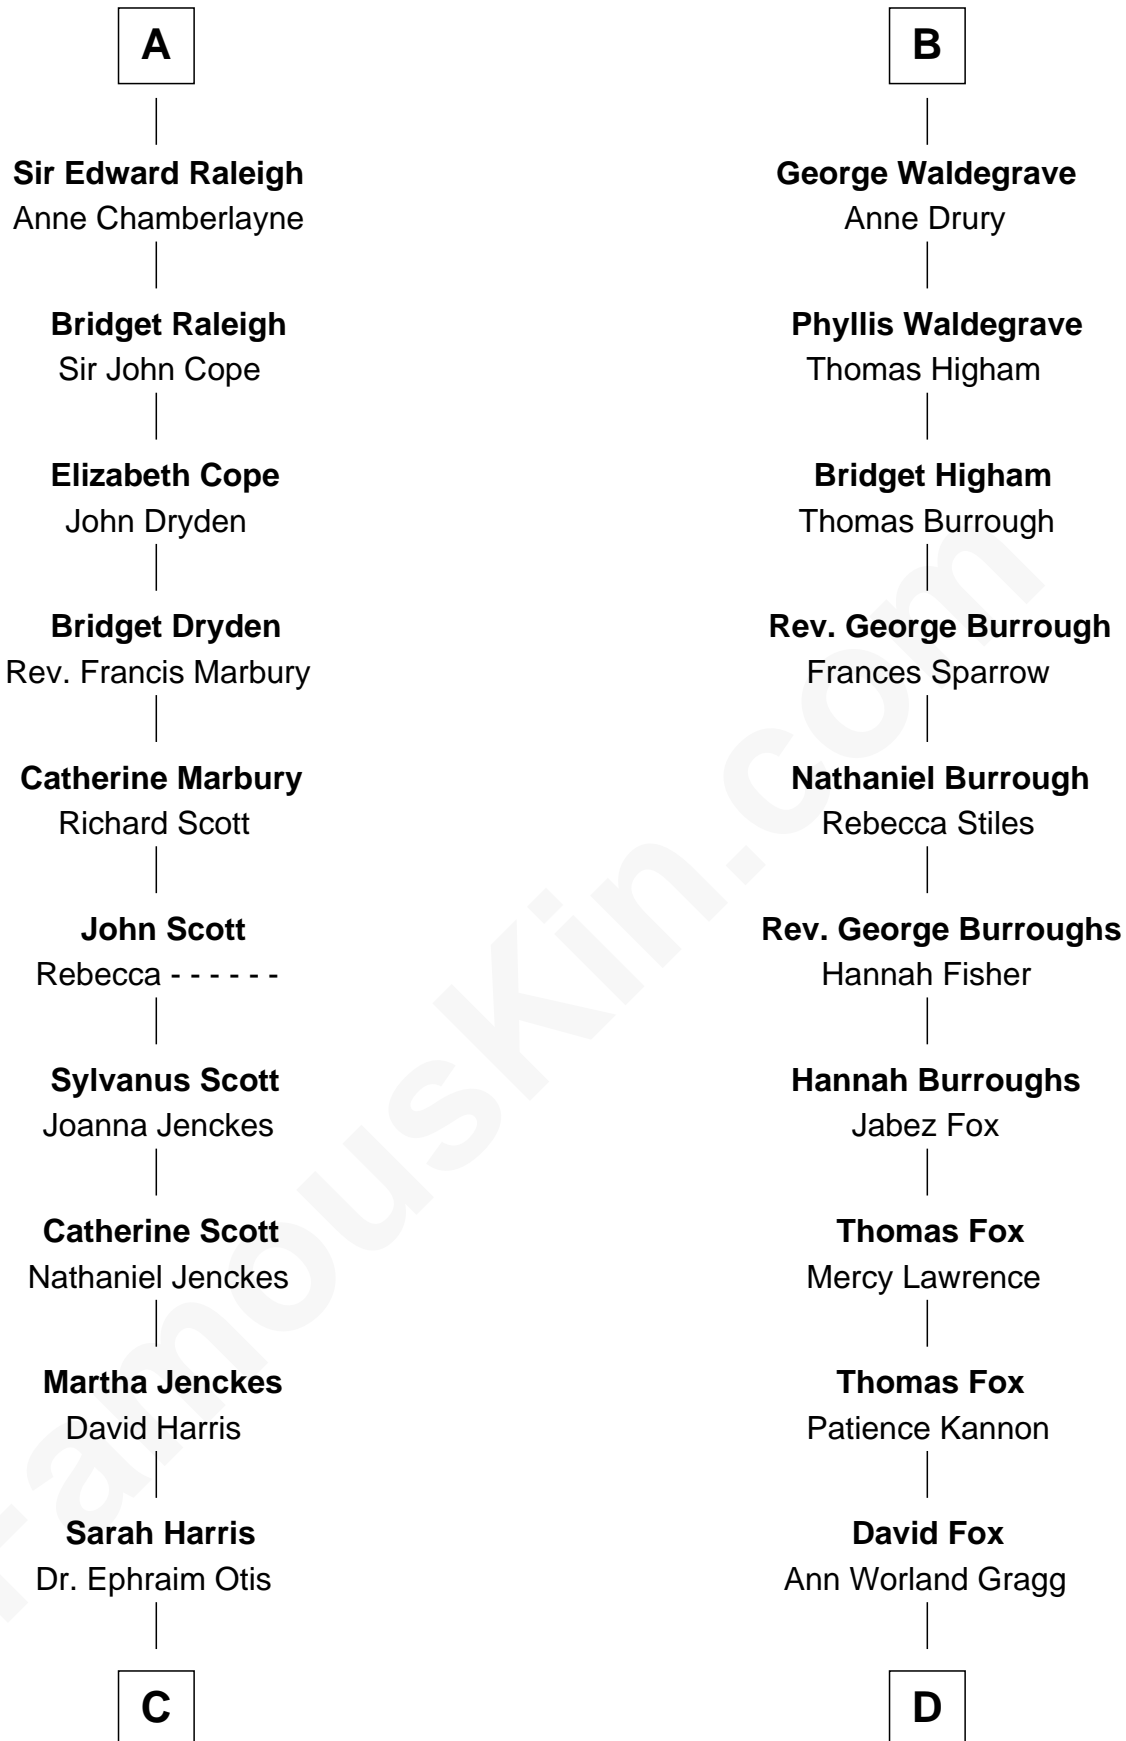 A
Sir Edward Raleigh
Anne Chamberlayne
Bridget Raleigh
Sir John Cope
Elizabeth Cope
John Dryden
Bridget Dryden
Rev. Francis Marbury
Catherine Marbury
Richard Scott
John Scott
Rebecca - - - - - -
Sylvanus Scott
Joanna Jenckes
Catherine Scott
Nathaniel Jenckes
Martha Jenckes
David Harris
Sarah Harris
Dr. Ephraim Otis
C
B
George Waldegrave
Anne Drury
Phyllis Waldegrave
Thomas Higham
Bridget Higham
Thomas Burrough
Rev. George Burrough
Frances Sparrow
Nathaniel Burrough
Rebecca Stiles
Rev. George Burroughs
Hannah Fisher
Hannah Burroughs
Jabez Fox
Thomas Fox
Mercy Lawrence
Thomas Fox
Patience Kannon
David Fox
Ann Worland Gragg
D
FamousKin.com